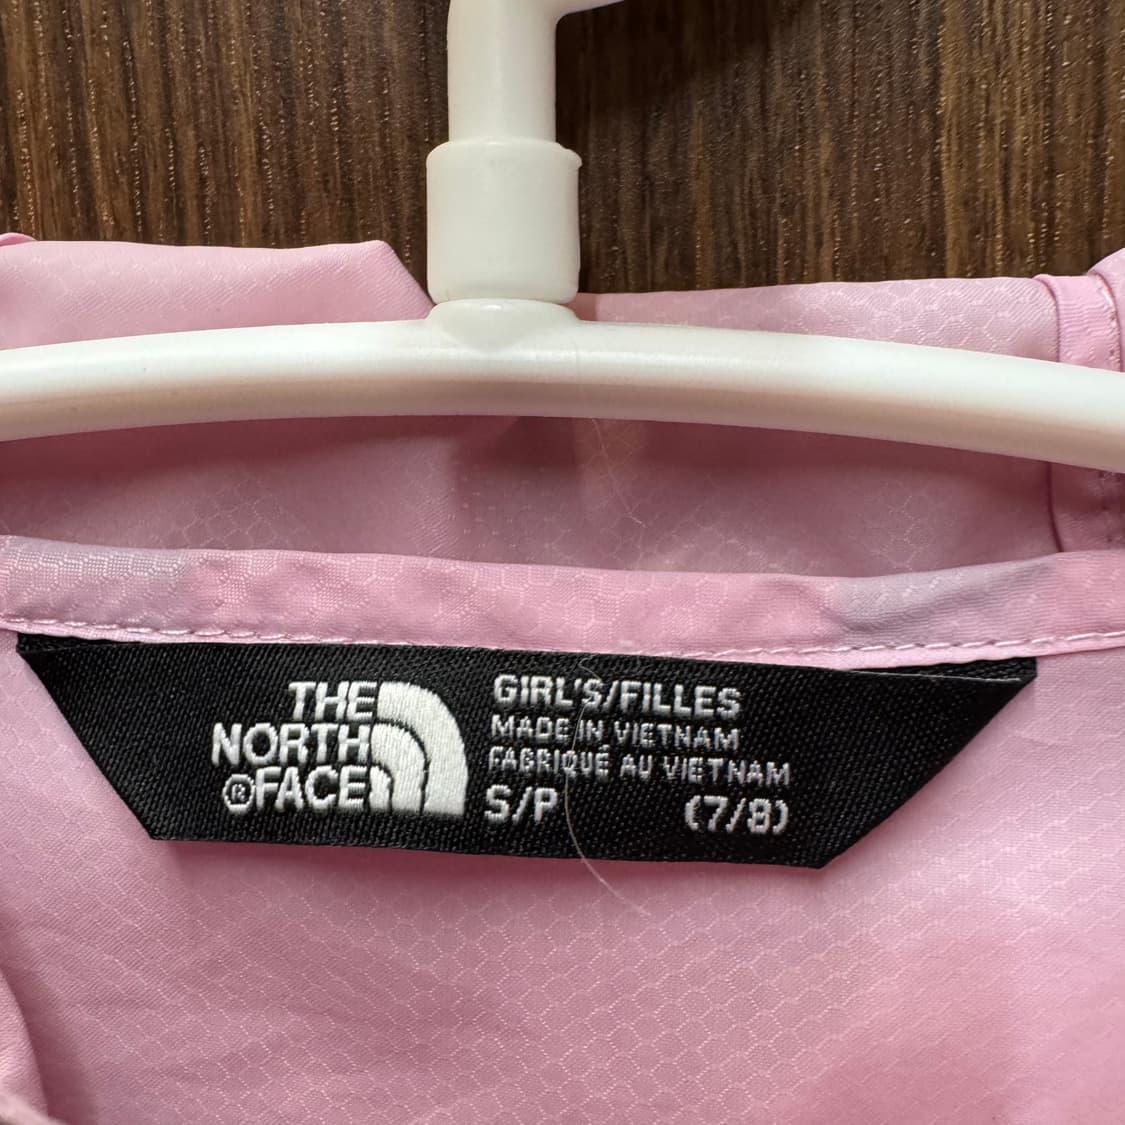 THE
NORTH
®FACE
GIRL'S/FILLES
MADE IN VIETNAM
FABRIQUÉ AU VIETNAM
S/P (7/8)